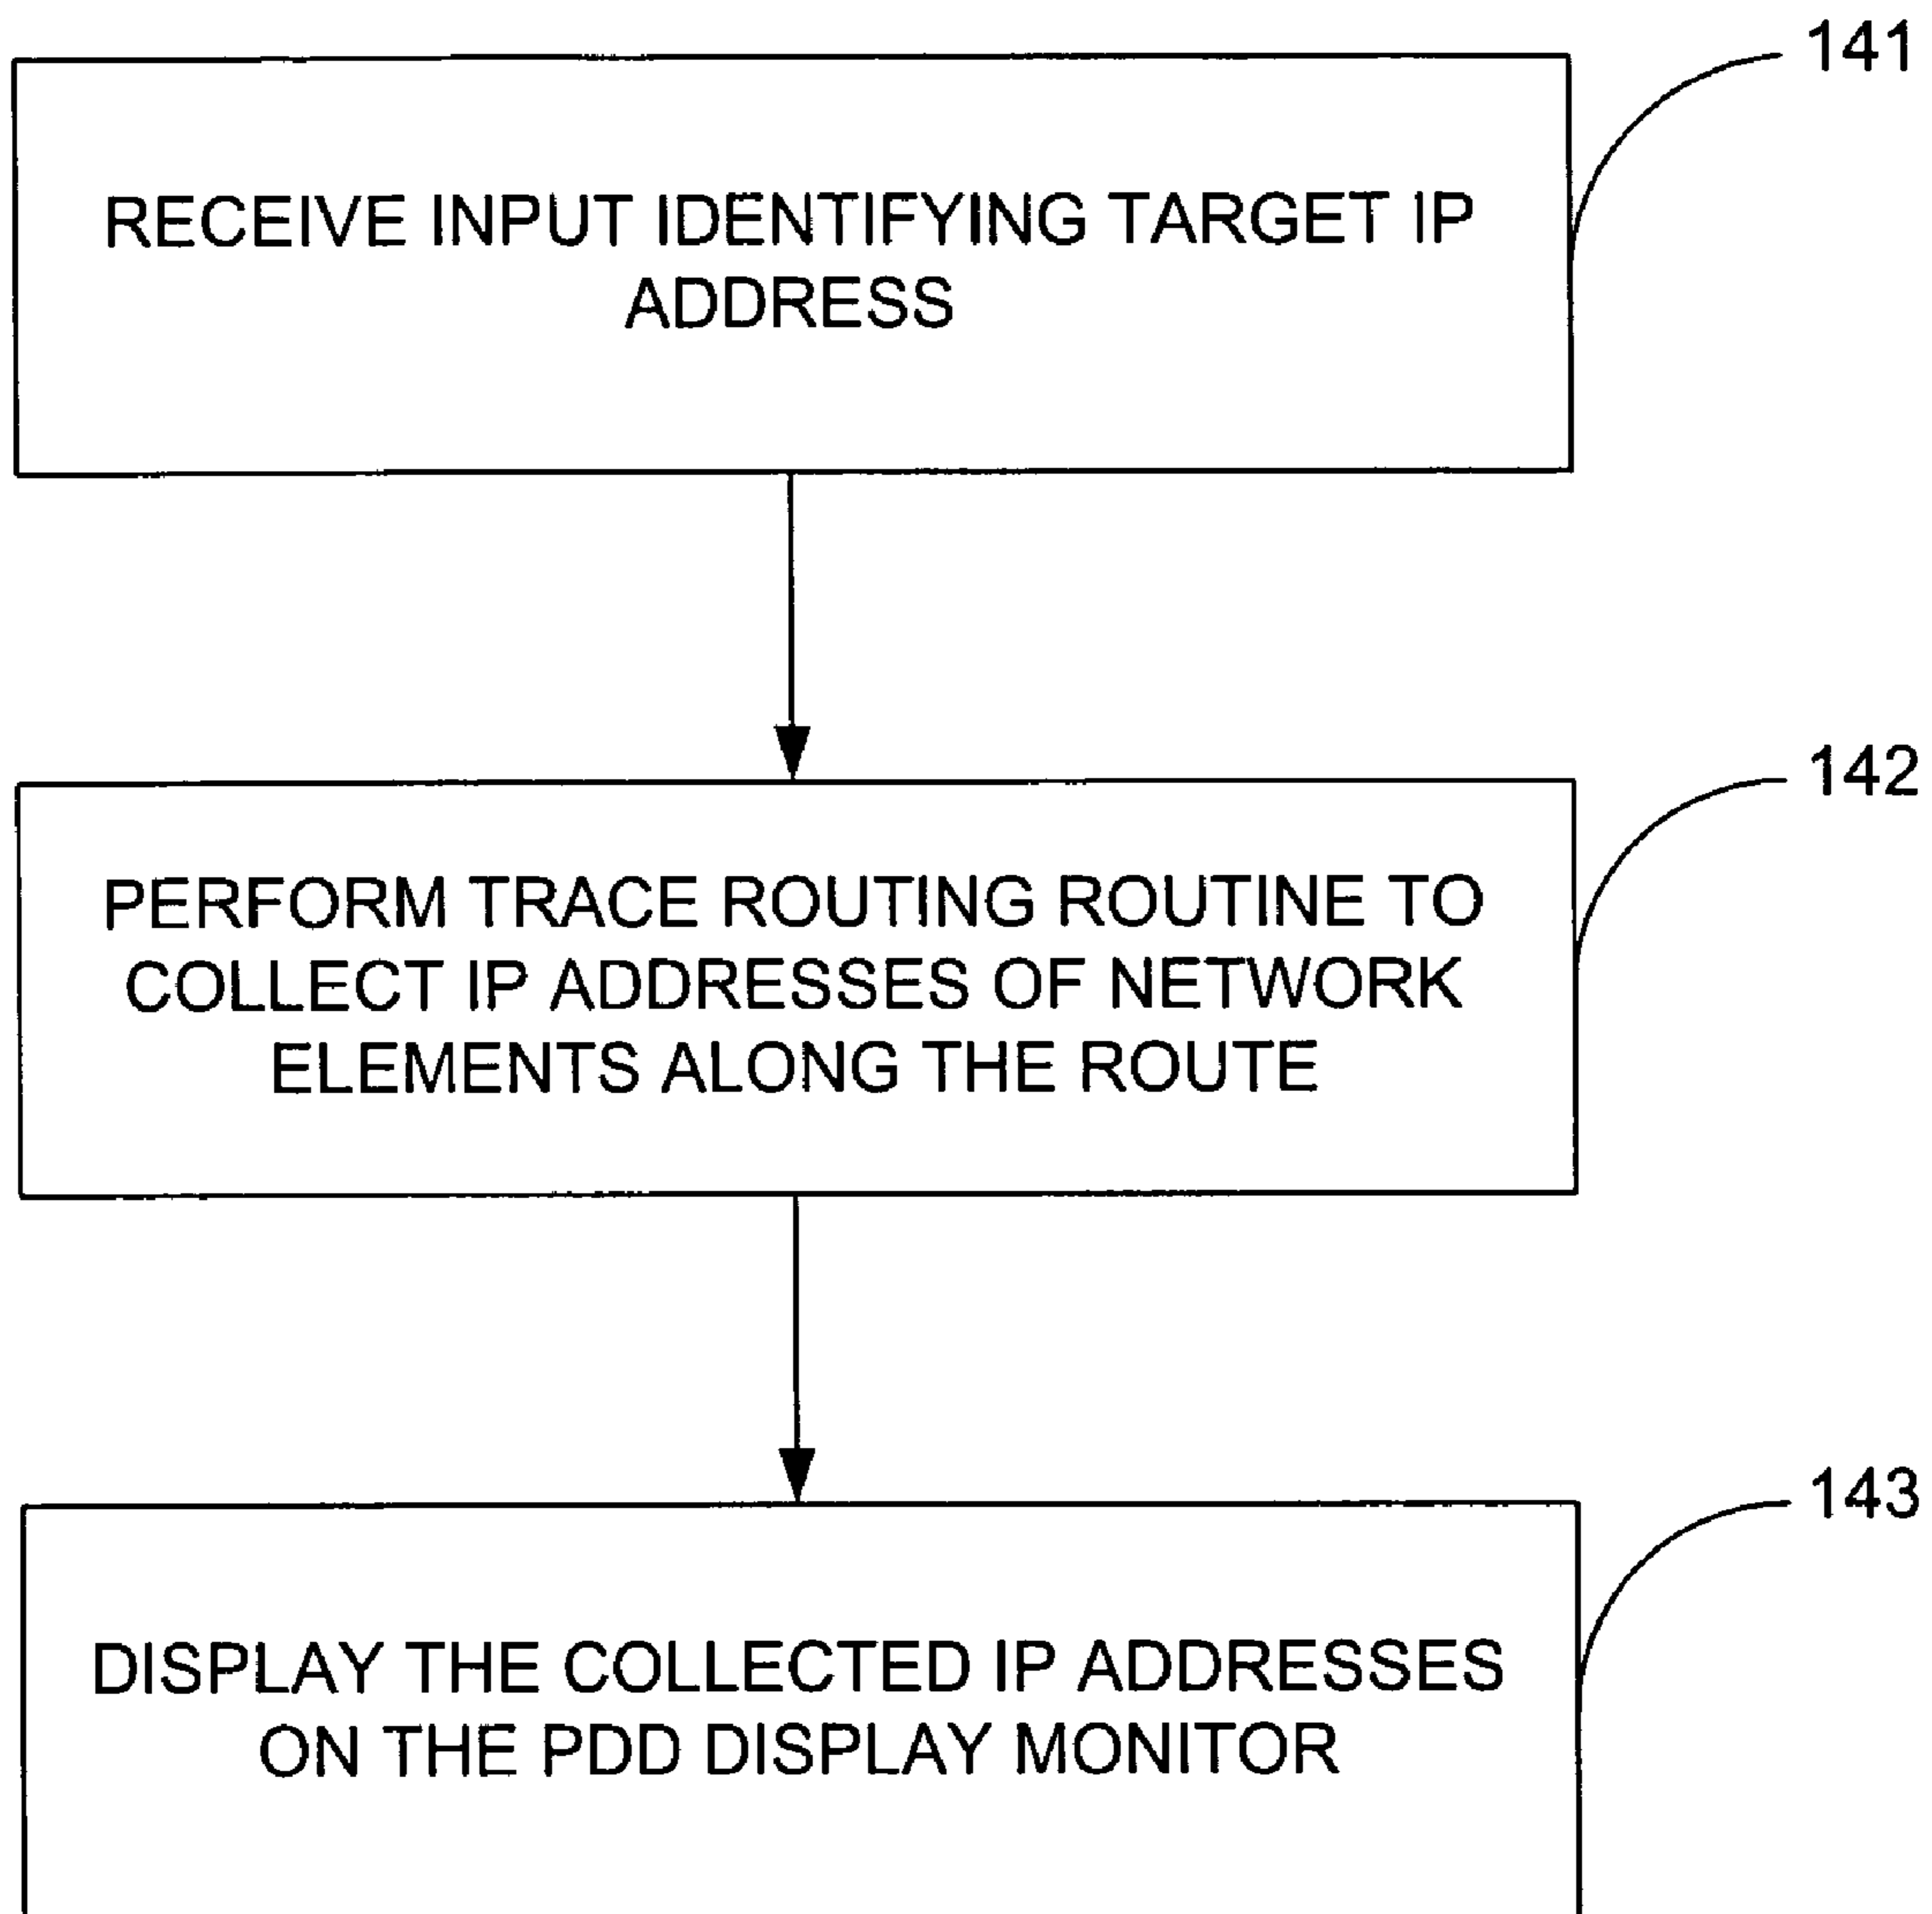 141
RECEIVE INPUT IDENTIFYING TARGET IP
ADDRESS
142
PERFORM TRACE ROUTING ROUTINE TO
COLLECT IP ADDRESSES OF NETWORK
ELEMENTS ALONG THE ROUTE
143
DISPLAY THE COLLECTED IP ADDRESSES
ON THE PDD DISPLAY MONITOR